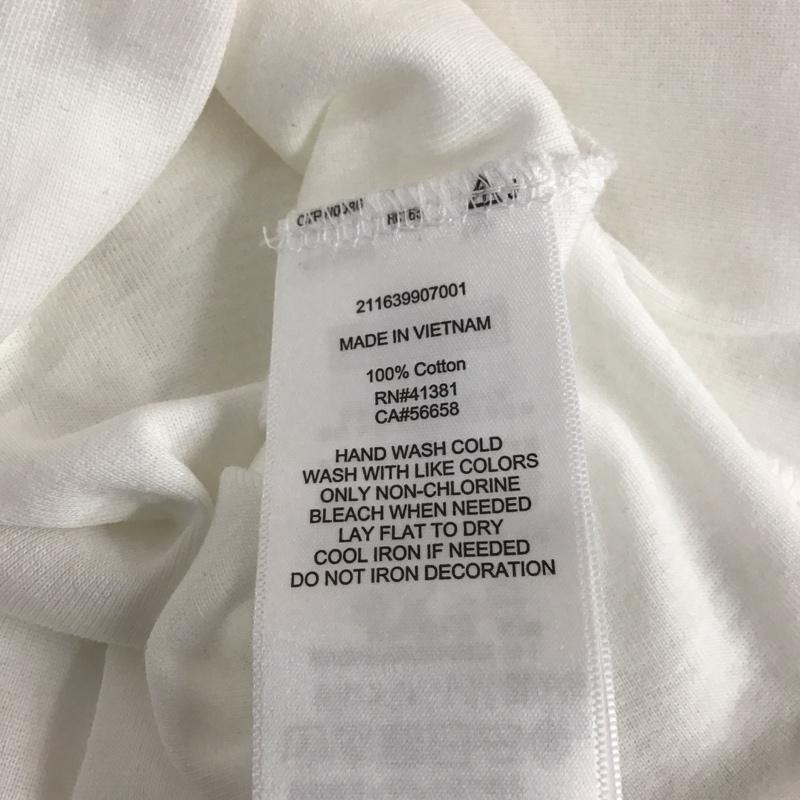 211639907001
MADE IN VIETNAM
100% Cotton
RN#41381
CA#56658
HAND WASH COLD
WASH WITH LIKE COLORS
ONLY NON-CHLORINE
BLEACH WHEN NEEDED
LAY FLAT TO DRY
COOL IRON IF NEEDED
DO NOT IRON DECORATION